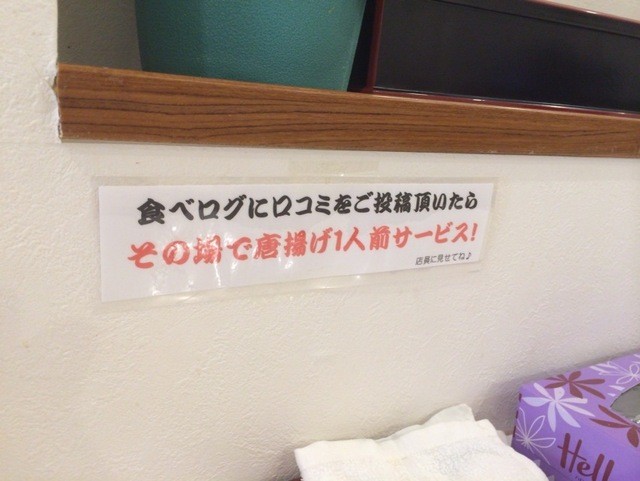 食べログに口コミをご投稿頂いたら
その場で唐揚げ1人前サービス!
店員に見せてね♪
Hell